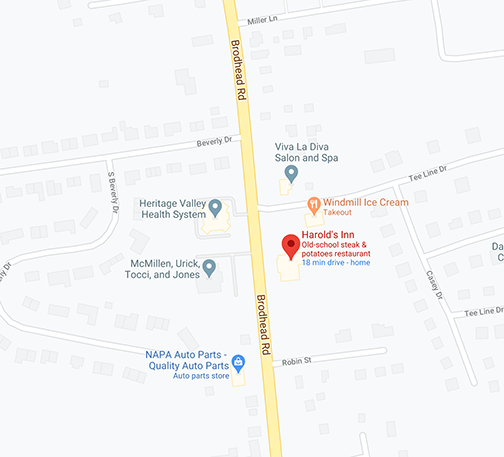 Miller Ln
Brodhead Rd
Beverly Dr
Viva La Diva
Salon and Spa
Tee Line Dr
S Beverly Dr
Heritage Valley
Health System
Windmill Ice Cream
Takeout
Harold's Inn
Old-school steak &
potatoes restaurant
18 min drive - home
McMillen, Urick,
Tocci, and Jones
Da
C
rly Dr
Casey Dr
Tee Line Dr
Brodhead Rd
NAPA Auto Parts -
Quality Auto Parts
Auto parts store
Robin St